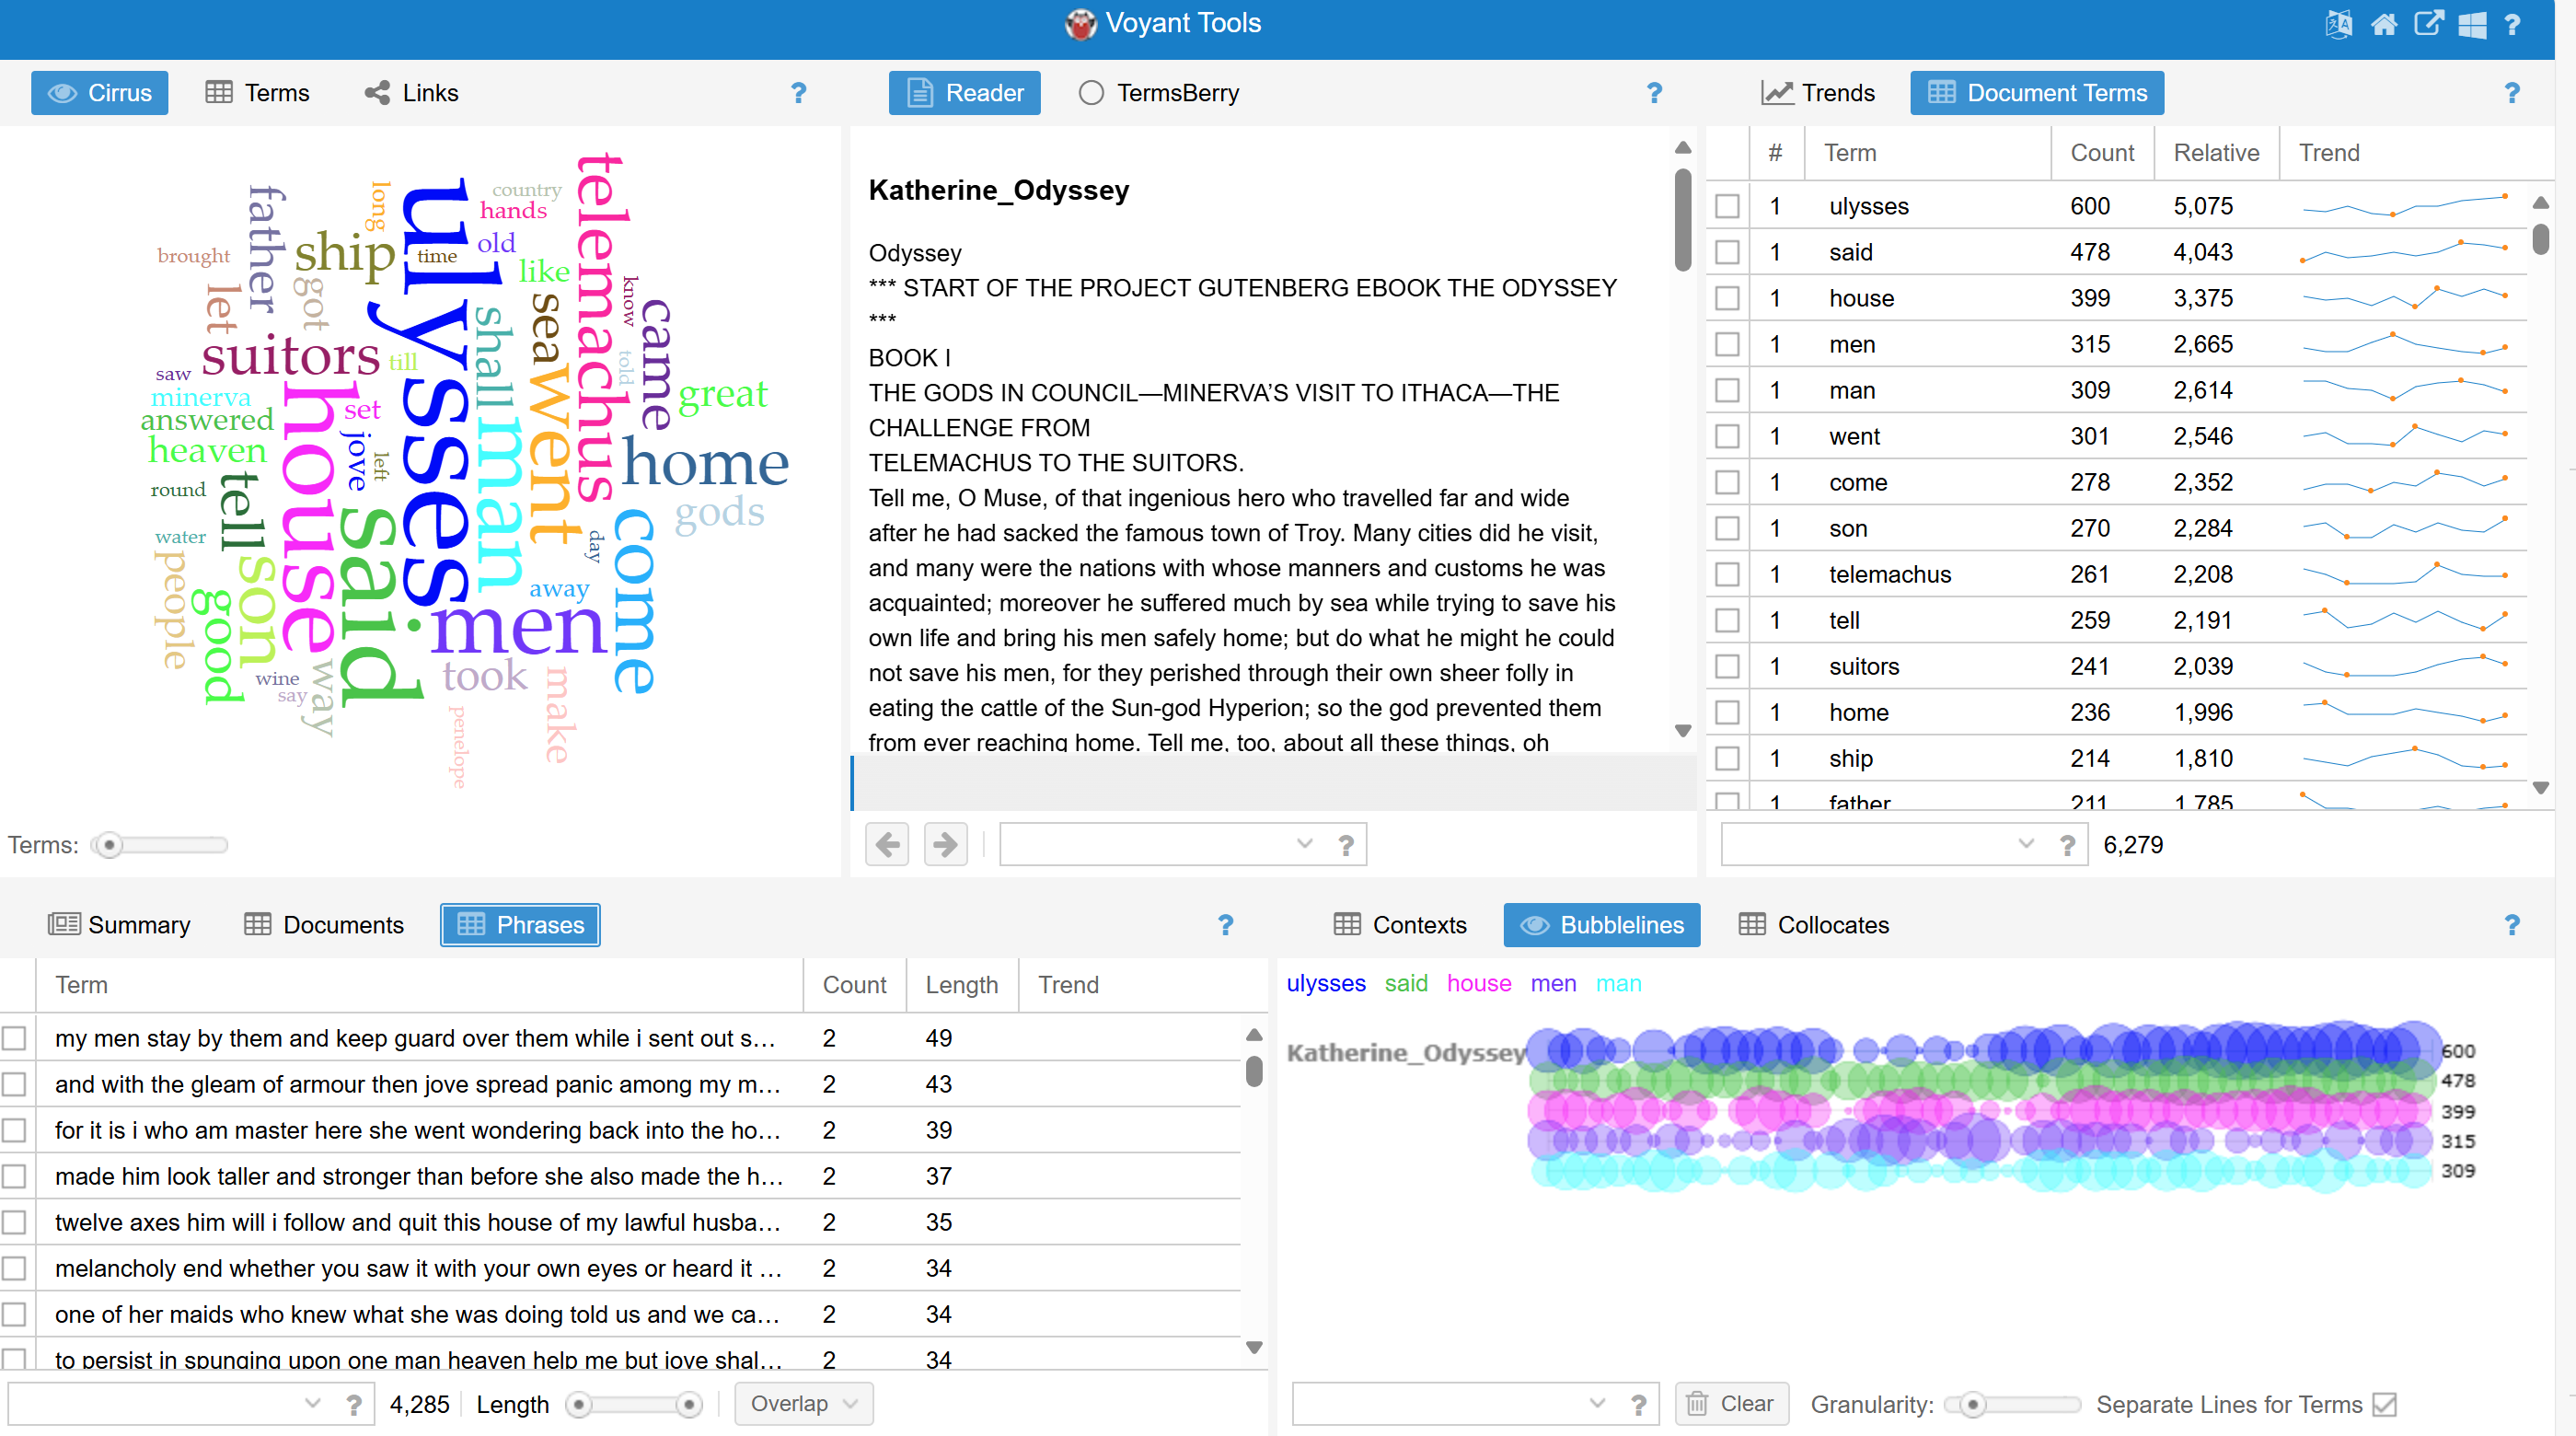 Voyant Tools
?
Cirrus Terms Links ?
Reader TermsBerry ?
Trends Document Terms ?
country
long
hands
father
telemachus
ulysses
old
ship
time
brought
like
know
let
got
sea
came
shall
suitors
till
told
saw
great
minerva
set
answered
house
went
man
heaven
jove
left
home
tell
round
gods
said
come
water
day
people
son
away
good
men
took
wine
way
say
make
penelope
Terms:
Katherine_Odyssey
Odyssey
*** START OF THE PROJECT GUTENBERG EBOOK THE ODYSSEY
***
BOOK I
THE GODS IN COUNCIL—MINERVA’S VISIT TO ITHACA—THE
CHALLENGE FROM
TELEMACHUS TO THE SUITORS.
Tell me, O Muse, of that ingenious hero who travelled far and wide
after he had sacked the famous town of Troy. Many cities did he visit,
and many were the nations with whose manners and customs he was
acquainted; moreover he suffered much by sea while trying to save his
own life and bring his men safely home; but do what he might he could
not save his men, for they perished through their own sheer folly in
eating the cattle of the Sun-god Hyperion; so the god prevented them
from ever reaching home. Tell me, too, about all these things, oh
?
# Term Count Relative Trend
1 ulysses 600 5,075
1 said 478 4,043
1 house 399 3,375
1 men 315 2,665
1 man 309 2,614
1 went 301 2,546
1 come 278 2,352
1 son 270 2,284
1 telemachus 261 2,208
1 tell 259 2,191
1 suitors 241 2,039
1 home 236 1,996
1 ship 214 1,810
1 father 211 1,785
? 6,279
Summary Documents Phrases ?
Term Count Length Trend
my men stay by them and keep guard over them while i sent out s... 2 49
and with the gleam of armour then jove spread panic among my m... 2 43
for it is i who am master here she went wondering back into the ho... 2 39
made him look taller and stronger than before she also made the h... 2 37
twelve axes him will i follow and quit this house of my lawful husba... 2 35
melancholy end whether you saw it with your own eyes or heard it ... 2 34
one of her maids who knew what she was doing told us and we ca... 2 34
to persist in spunging upon one man heaven help me but jove shal... 2 34
? 4,285 Length Overlap
Contexts Bubblelines Collocates ?
ulysses said house men man
Katherine_Odyssey 600
478
399
315
309
? Clear Granularity: Separate Lines for Terms